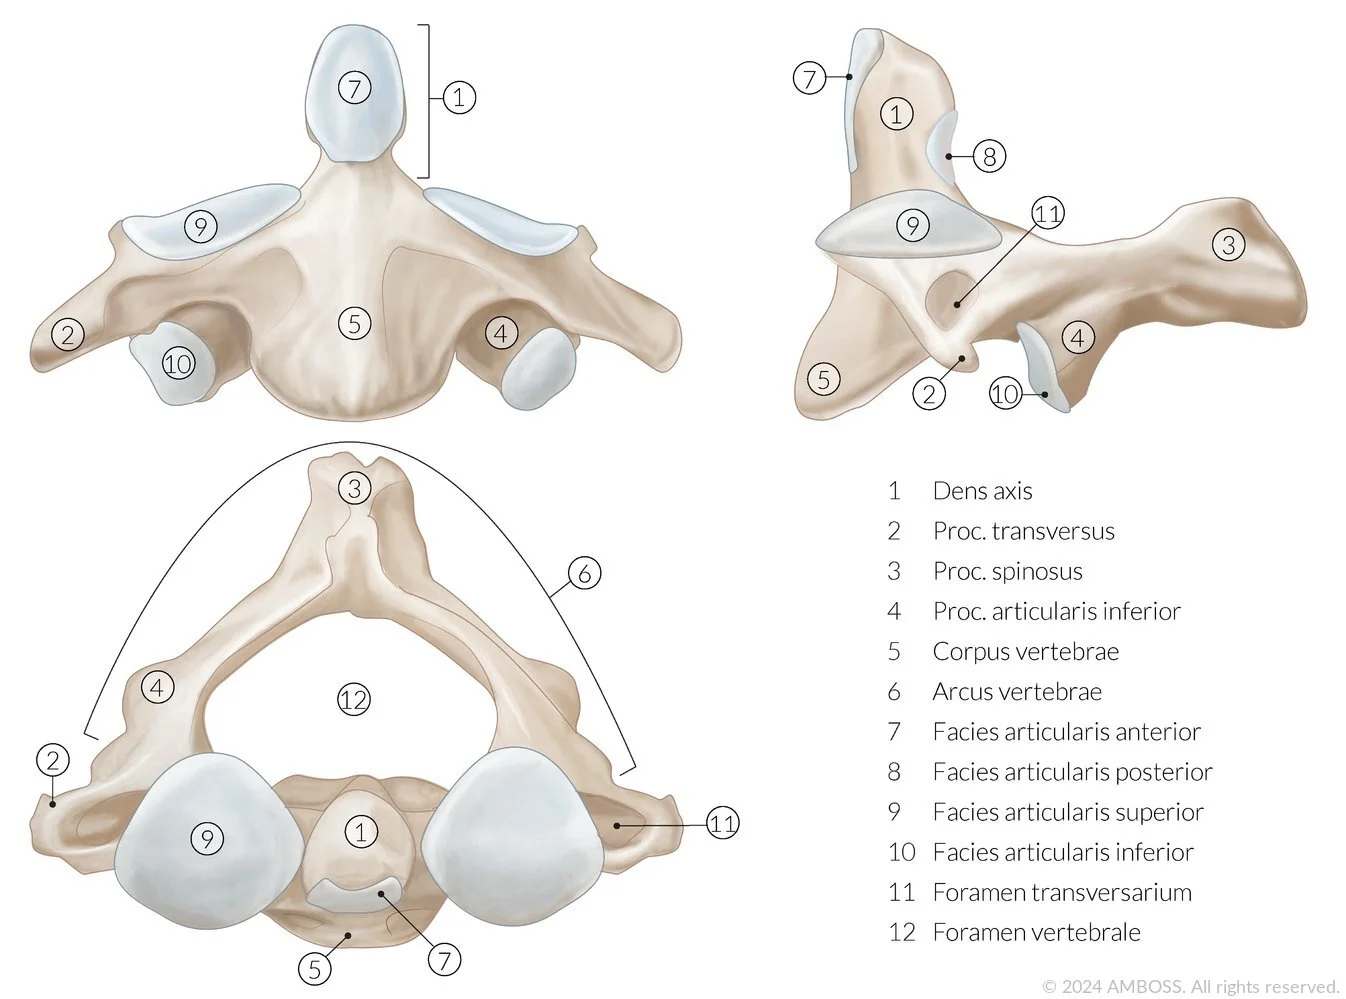 7
1
9
2
5
4
10
7
1
8
11
9
3
4
5
2
10
3
6
4
12
2
9
1
11
5
7
1 Dens axis
2 Proc. transversus
3 Proc. spinosus
4 Proc. articularis inferior
5 Corpus vertebrae
6 Arcus vertebrae
7 Facies articularis anterior
8 Facies articularis posterior
9 Facies articularis superior
10 Facies articularis inferior
11 Foramen transversarium
12 Foramen vertebrale
© 2024 AMBOSS. All rights reserved.